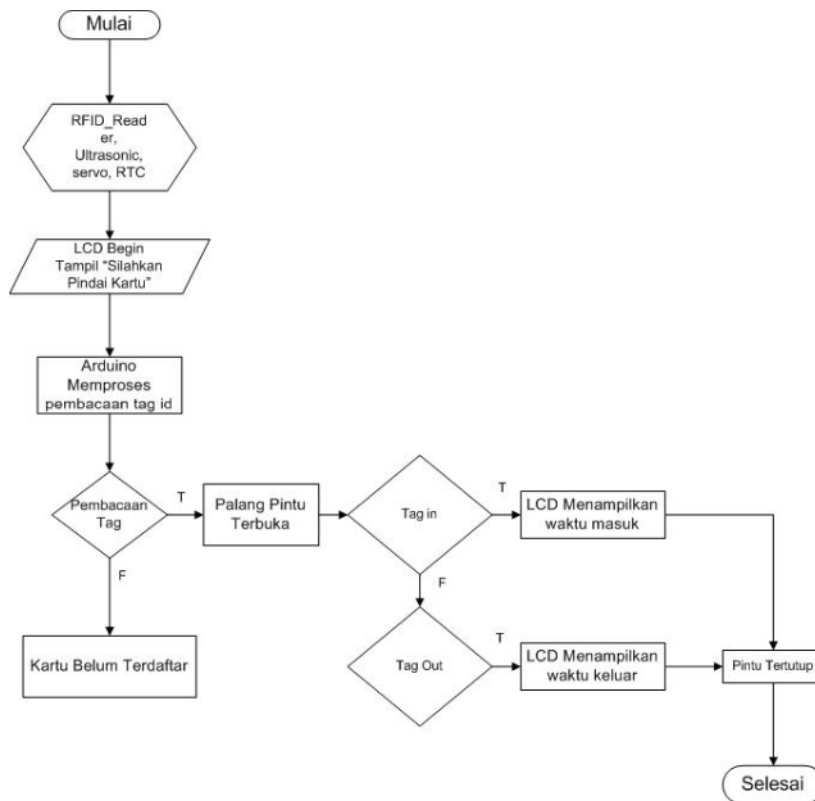 Mulai
RFID_Read
er,
Ultrasonic,
servo, RTC
LCD Begin
Tampil “Silahkan
Pindai Kartu”
Arduino
Memproses
pembacaan tag id
Pembacaan
Tag
T
F
Palang Pintu
Terbuka
Tag in
T
F
LCD Menampilkan
waktu masuk
Kartu Belum Terdaftar
Tag Out
T
LCD Menampilkan
waktu keluar
Pintu Tertutup
Selesai